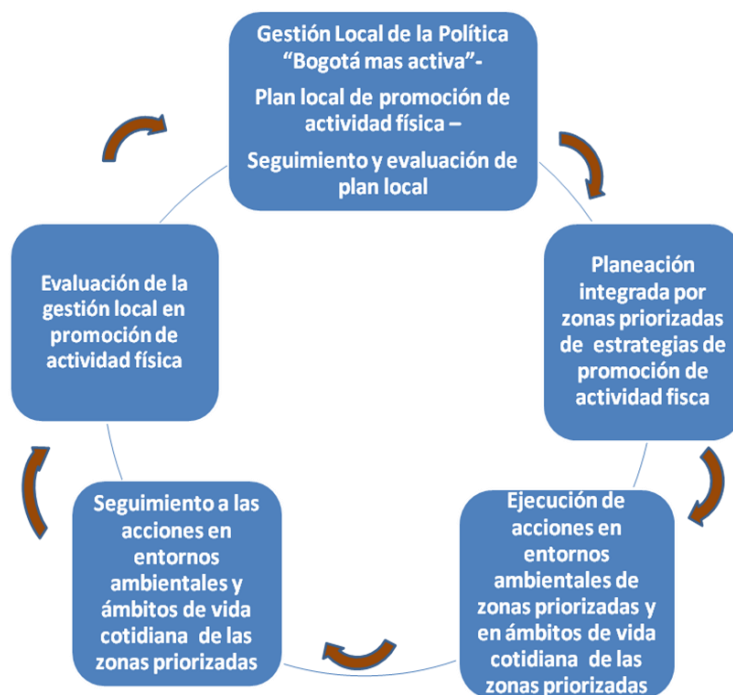 Gestión Local de la Política
“Bogotá mas activa”-
Plan local de promoción de
actividad física –
Seguimiento y evaluación de
plan local
Planeación
integrada por
zonas priorizadas
de estrategias de
promoción de
actividad fisca
Ejecución de
acciones en
entornos
ambientales de
zonas priorizadas y
en ámbitos de vida
cotidiana de las
zonas priorizadas
Seguimiento a las
acciones en
entornos
ambientales y
ámbitos de vida
cotidiana de las
zonas priorizadas
Evaluación de la
gestión local en
promoción de
actividad física